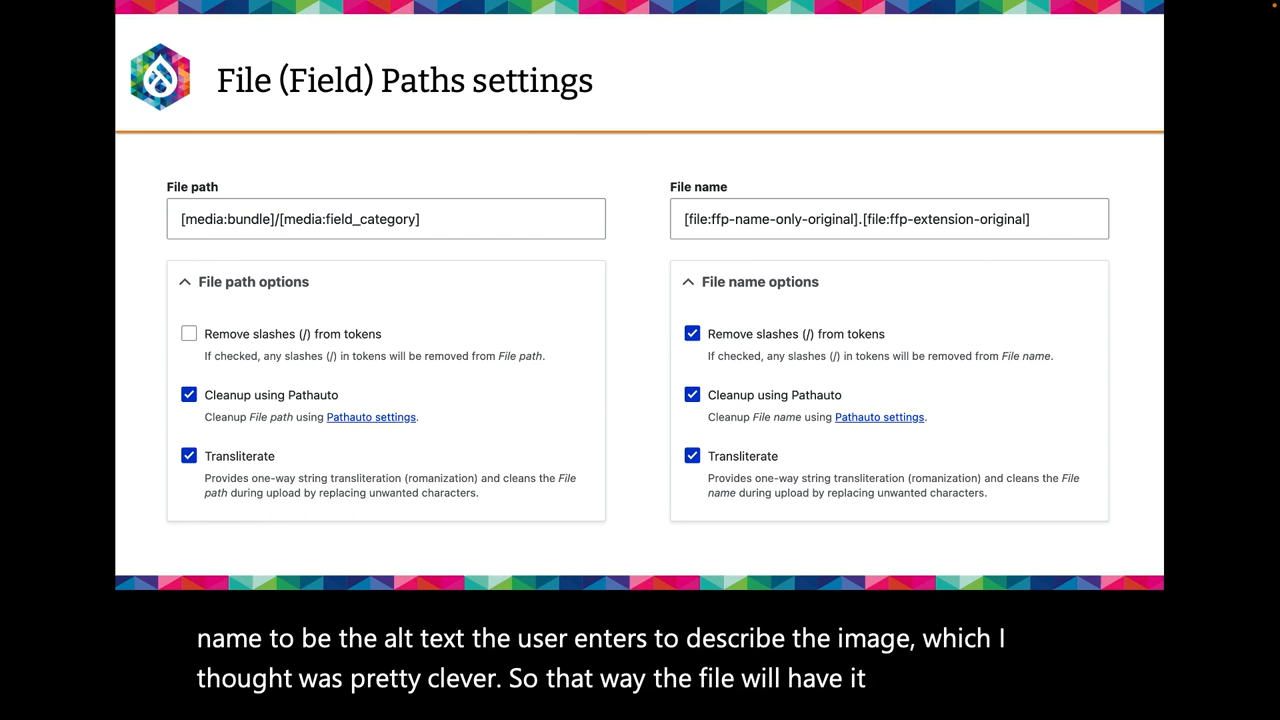 File (Field) Paths settings
File path
[media:bundle]/[media:field_category]
File path options
Remove slashes (/) from tokens
If checked, any slashes (/) in tokens will be removed from File path.
Cleanup using Pathauto
Cleanup File path using Pathauto settings.
Transliterate
Provides one-way string transliteration (romanization) and cleans the File
path during upload by replacing unwanted characters.
File name
[file:ffp-name-only-original].[file:ffp-extension-original]
File name options
Remove slashes (/) from tokens
If checked, any slashes (/) in tokens will be removed from File name.
Cleanup using Pathauto
Cleanup File name using Pathauto settings.
Transliterate
Provides one-way string transliteration (romanization) and cleans the File
name during upload by replacing unwanted characters.
name to be the alt text the user enters to describe the image, which I
thought was pretty clever. So that way the file will have it